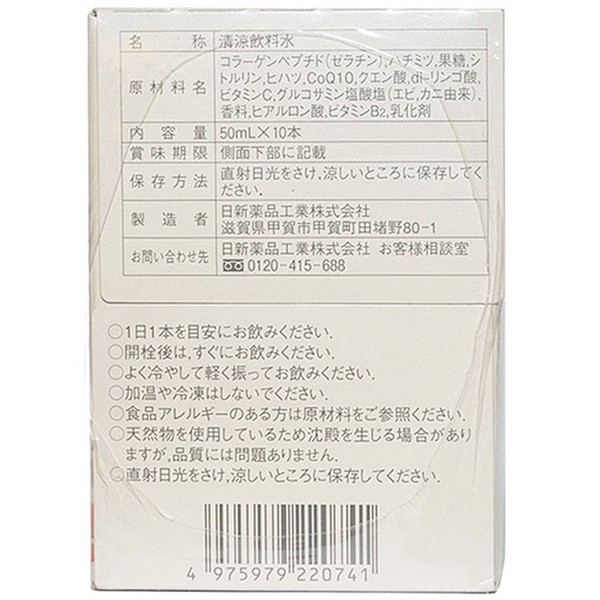 名称 清涼飲料水
原材料名 コラーゲンペプチド(ゼラチン),ハチミツ,果糖,シ
トルリン,ヒハツ,CoQ10,クエン酸,dl-リンゴ酸,
ビタミンC,グルコサミン塩酸塩(エビ,カニ由来),
香料,ヒアルロン酸,ビタミンB2,乳化剤
内容量 50mL×10本
賞味期限 側面下部に記載
保存方法 直射日光をさけ,涼しいところに保存してくだ
さい.
製造者 日新薬品工業株式会社
滋賀県甲賀市甲賀町田堵野80-1
お問い合わせ先 日新薬品工業株式会社 お客様相談室
0120-415-688
○1日1本を目安にお飲みください.
○開栓後は,すぐにお飲みください.
○よく冷やして軽く振ってお飲みください.
○加温や冷凍はしないでください.
○食品アレルギーのある方は原材料をご参照ください.
○天然物を使用しているため沈殿を生じる場合があり
ますが,品質には問題ありません.
○直射日光をさけ,涼しいところに保存してください.
4 975979 220741